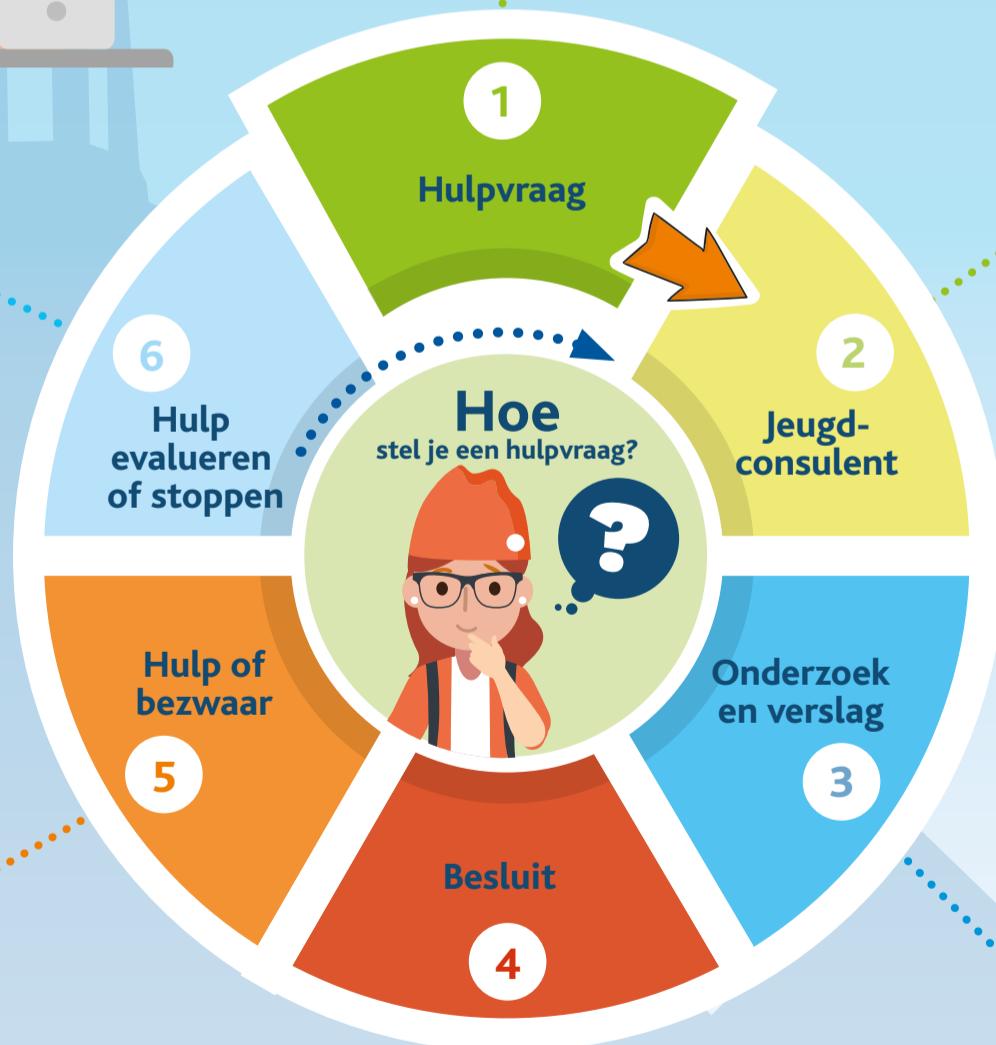 1
Hulpvraag
2
Jeugd-
consulent
Onderzoek
en verslag
3
Besluit
4
Hulp of
bezwaar
5
6
Hulp
evalueren
of stoppen
Hoe
stel je een hulpvraag?
?